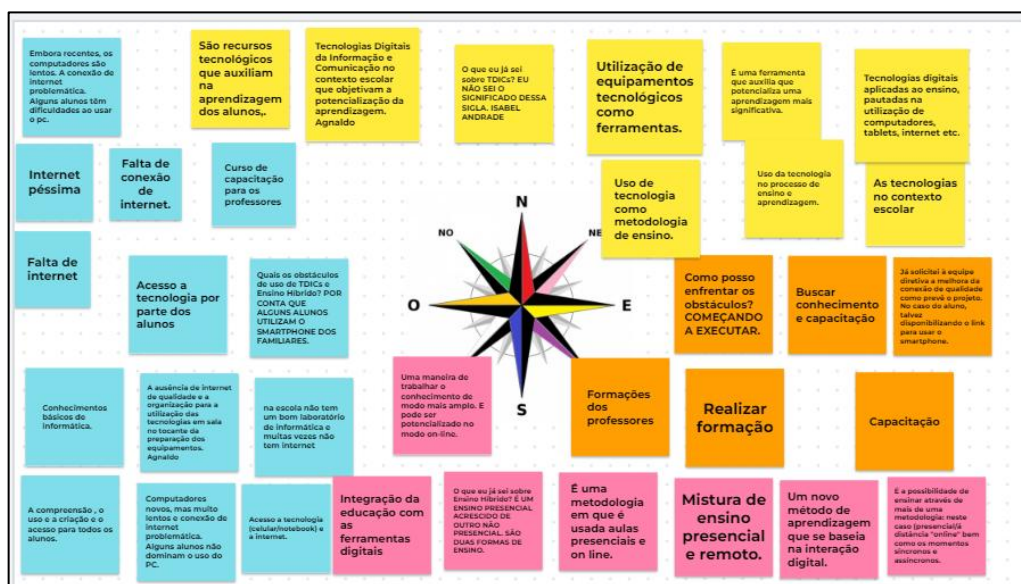 Embora recentes, os
computadores são
lentos. A conexão de
internet
problemática.
Alguns alunos têm
dificuldades ao usar
o pc.
São recursos
tecnológicos
que auxiliam
na
aprendizagem
dos alunos,.
Tecnologias Digitais
da Informação e
Comunicação no
contexto escolar
que objetivam a
potencialização da
aprendizagem.
Agnaldo
O que eu já sei
sobre TDICs? EU
NÃO SEI O
SIGNIFICADO DESSA
SIGLA. ISABEL
ANDRADE
Utilização de
equipamentos
tecnológicos
como
ferramentas.
É uma ferramenta
que auxilia que
potencializa uma
aprendizagem mais
significativa.
Tecnologias digitais
aplicadas ao ensino,
pautadas na
utilização de
computadores,
tablets, internet etc.
Internet
péssima
Falta de
conexão
de
internet.
Curso de
capacitação
para os
professores
Uso de
tecnologia
como
metodologia
de ensino.
Uso da tecnologia
no processo de
ensino e
aprendizagem.
As tecnologias
no contexto
escolar
N
NO
NE
O
E
S
Falta de
internet
Acesso a
tecnologia por
parte dos
alunos
Quais os obstáculos
de uso de TDICs e
Ensino Híbrido? POR
CONTA QUE
ALGUNS ALUNOS
UTILIZAM O
SMARTPHONE DOS
FAMILIARES.
Como posso
enfrentar os
obstáculos?
COMEÇANDO
A EXECUTAR.
Buscar
conhecimento
e capacitação
Já solicitei à equipe
diretiva a melhora da
conexão de qualidade
como prevê o projeto.
No caso do aluno,
talvez
disponibilizando o link
para usar o
smartphone.
Conhecimentos
básicos de
informática.
A ausência de internet
de qualidade e a
organização para a
utilização das
tecnologias em sala
no tocante da
preparação dos
equipamentos.
Agnaldo
na escola não tem
um bom laboratório
de informática e
muitas vezes não
tem internet
Uma maneira de
trabalhar o
conhecimento de
modo mais amplo. E
pode ser
potencializado no
modo on-line.
Formações
dos
professores
Realizar
formação
Capacitação
A compreensão , o
uso e a criação e o
acesso para todos os
alunos.
Computadores
novos, mas muito
lentos e conexão de
internet
problemática.
Alguns alunos não
dominam o uso do
PC.
Acesso a tecnologia
(celular/notebook) e
a internet.
Integração da
educação com
as
ferramentas
digitais
O que eu já sei sobre
Ensino Híbrido? É UM
ENSINO PRESENCIAL
ACRESCIDO DE
OUTRO NÃO
PRESENCIAL. SÃO
DUAS FORMAS DE
ENSINO.
É uma
metodologia
em que é
usada aulas
presenciais e
on line.
Mistura de
ensino
presencial
e remoto.
Um novo
método de
aprendizagem
que se baseia
na interação
digital.
É a possibilidade de
ensinar através de
mais de uma
metodologia: neste
caso (presencial/à
distância "online" bem
como os momentos
síncronos e
assíncronos.